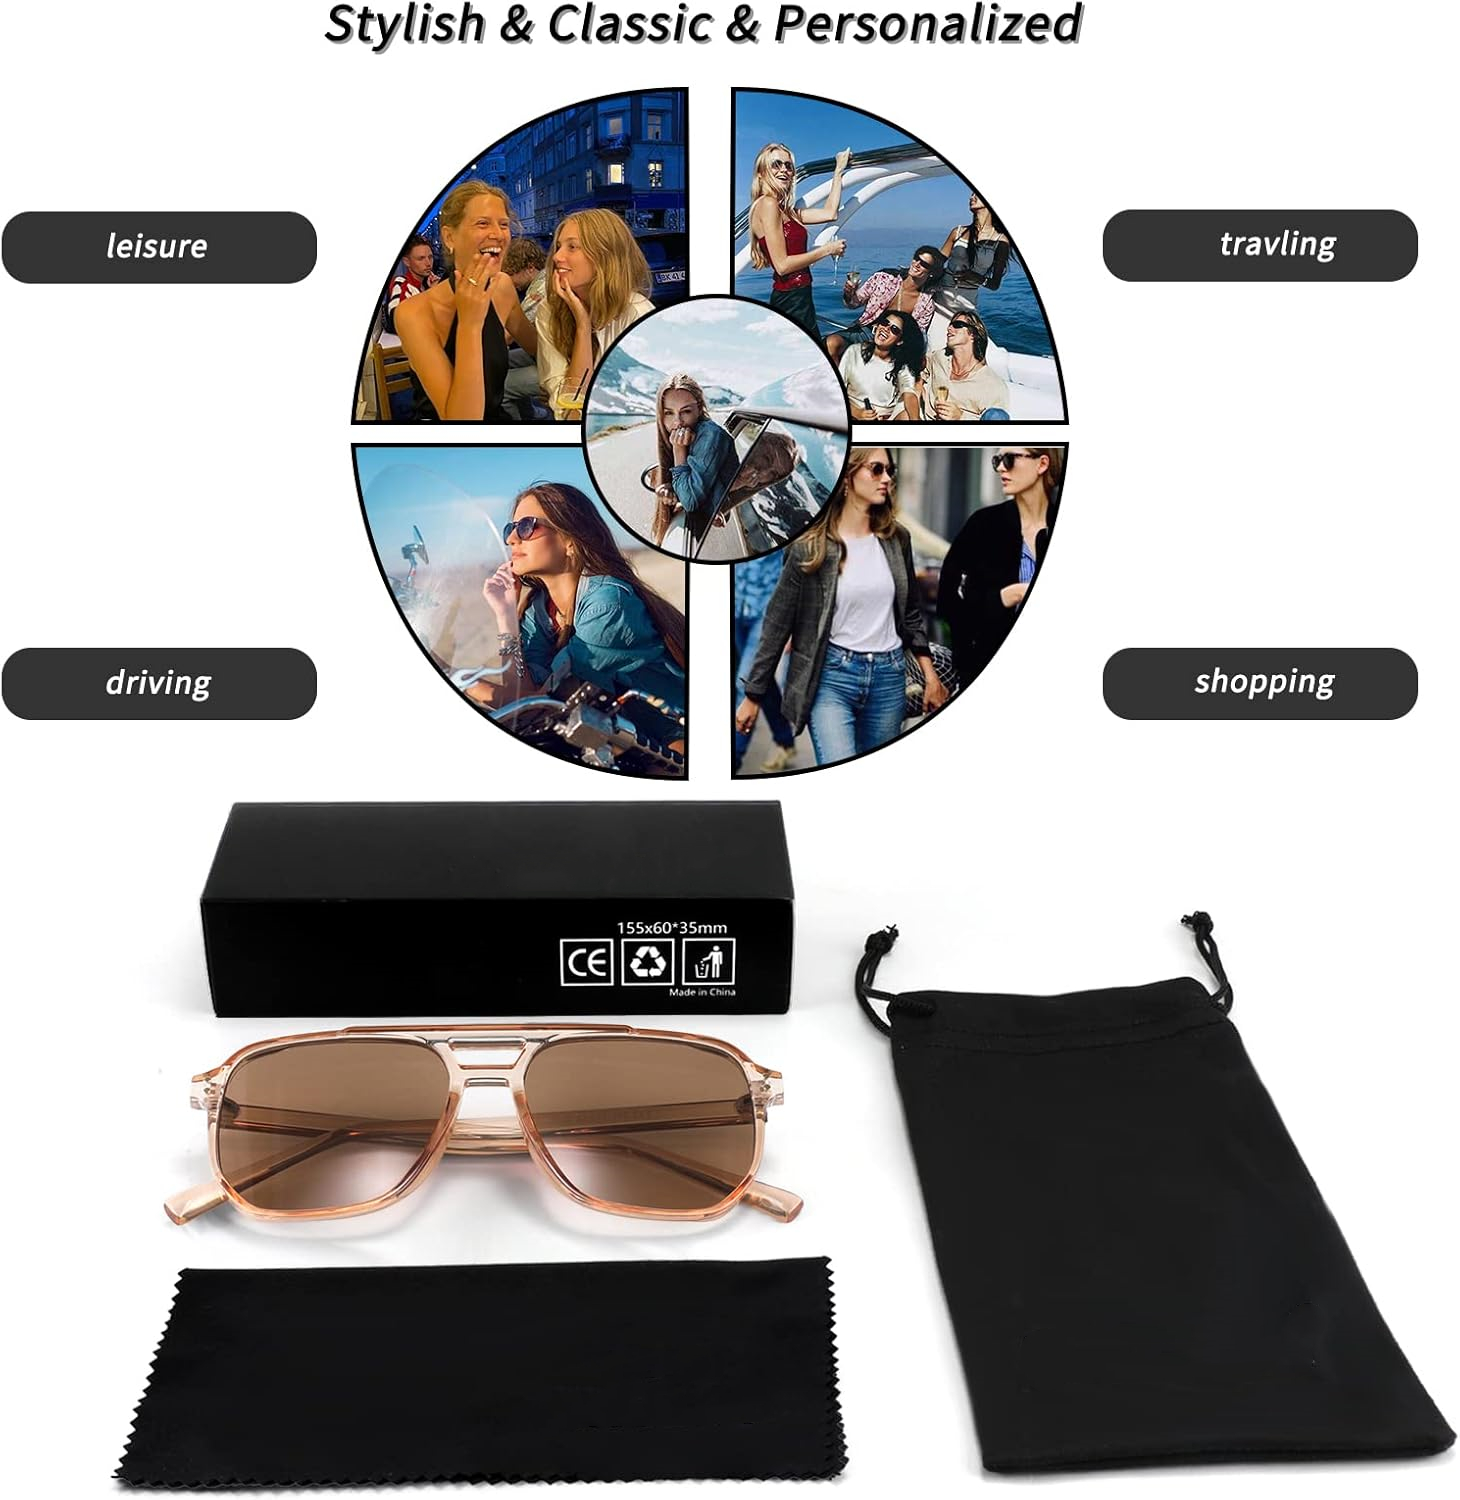 Stylish & Classic & Personalized
leisure
travling
driving
shopping
155x60*35mm
CE
Made in China